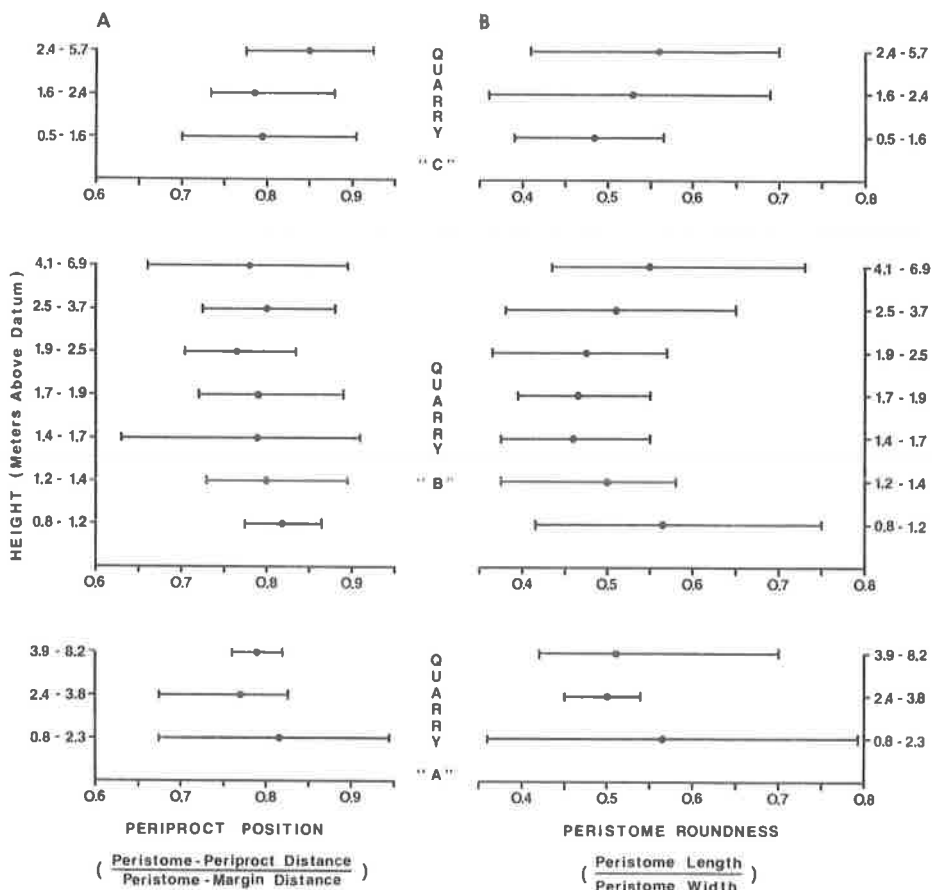 A
B
2.4 - 5.7
1.6 - 2.4
0.5 - 1.6
0.6
0.7
0.8
0.9
QUARRY
"C"
2.4 - 5.7
1.6 - 2.4
0.5 - 1.6
0.4
0.5
0.6
0.7
0.8
HEIGHT (Meters Above Datum)
4.1 - 6.9
2.5 - 3.7
1.9 - 2.5
1.7 - 1.9
1.4 - 1.7
1.2 - 1.4
0.8 - 1.2
0.6
0.7
0.8
0.9
QUARRY
"B"
4.1 - 6.9
2.5 - 3.7
1.9 - 2.5
1.7 - 1.9
1.4 - 1.7
1.2 - 1.4
0.8 - 1.2
0.4
0.5
0.6
0.7
0.8
3.9 - 8.2
2.4 - 3.8
0.8 - 2.3
0.6
0.7
0.8
0.9
QUARRY
"A"
3.9 - 8.2
2.4 - 3.8
0.8 - 2.3
0.4
0.5
0.6
0.7
0.8
PERIPROCT POSITION
( Peristome - Periproct Distance
Peristome - Margin Distance )
PERISTOME ROUNDNESS
( Peristome Length
Peristome Width )